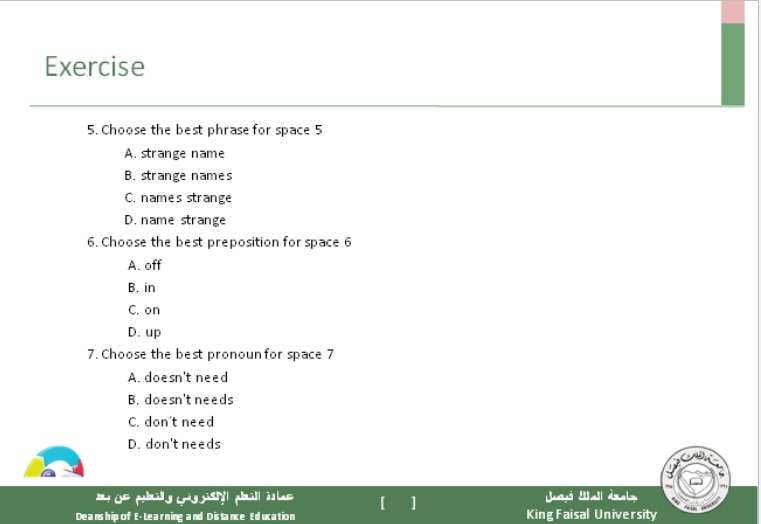 Exercise
5. Choose the best phrase for space 5
A. strange name
B. strange names
C. names strange
D. name strange
6. Choose the best preposition for space 6
A. off
B. in
C. on
D. up
7. Choose the best pronoun for space 7
A. doesn't need
B. doesn't needs
C. don't need
D. don't needs
عمادة التعلم الإلكتروني والتعليم عن بعد
Deanship of E-Learning and Distance Education
[ ]
جامعة الملك فيصل
King Faisal University